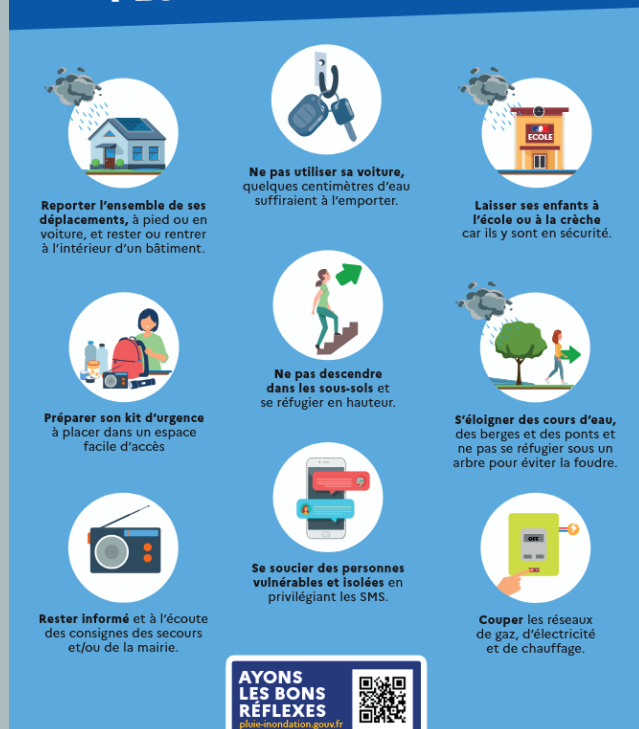 Reporter l'ensemble de ses
déplacements, à pied ou en
voiture, et rester ou rentrer
à l'intérieur d'un bâtiment.
Ne pas utiliser sa voiture,
quelques centimètres d'eau
suffiraient à l'emporter.
ECOLE
Laisser ses enfants à
l'école ou à la crèche
car ils y sont en sécurité.
Préparer son kit d'urgence
à placer dans un espace
facile d'accès
Ne pas descendre
dans les sous-sols et
se réfugier en hauteur.
S'éloigner des cours d'eau,
des berges et des ponts et
ne pas se réfugier sous un
arbre pour éviter la foudre.
Rester informé et à l'écoute
des consignes des secours
et/ou de la mairie.
Se soucier des personnes
vulnérables et isolées en
privilégiant les SMS.
OFF
Couper les réseaux
de gaz, d'électricité
et de chauffage.
AYONS
LES BONS
RÉFLEXES
pluie-inondation.gouv.fr